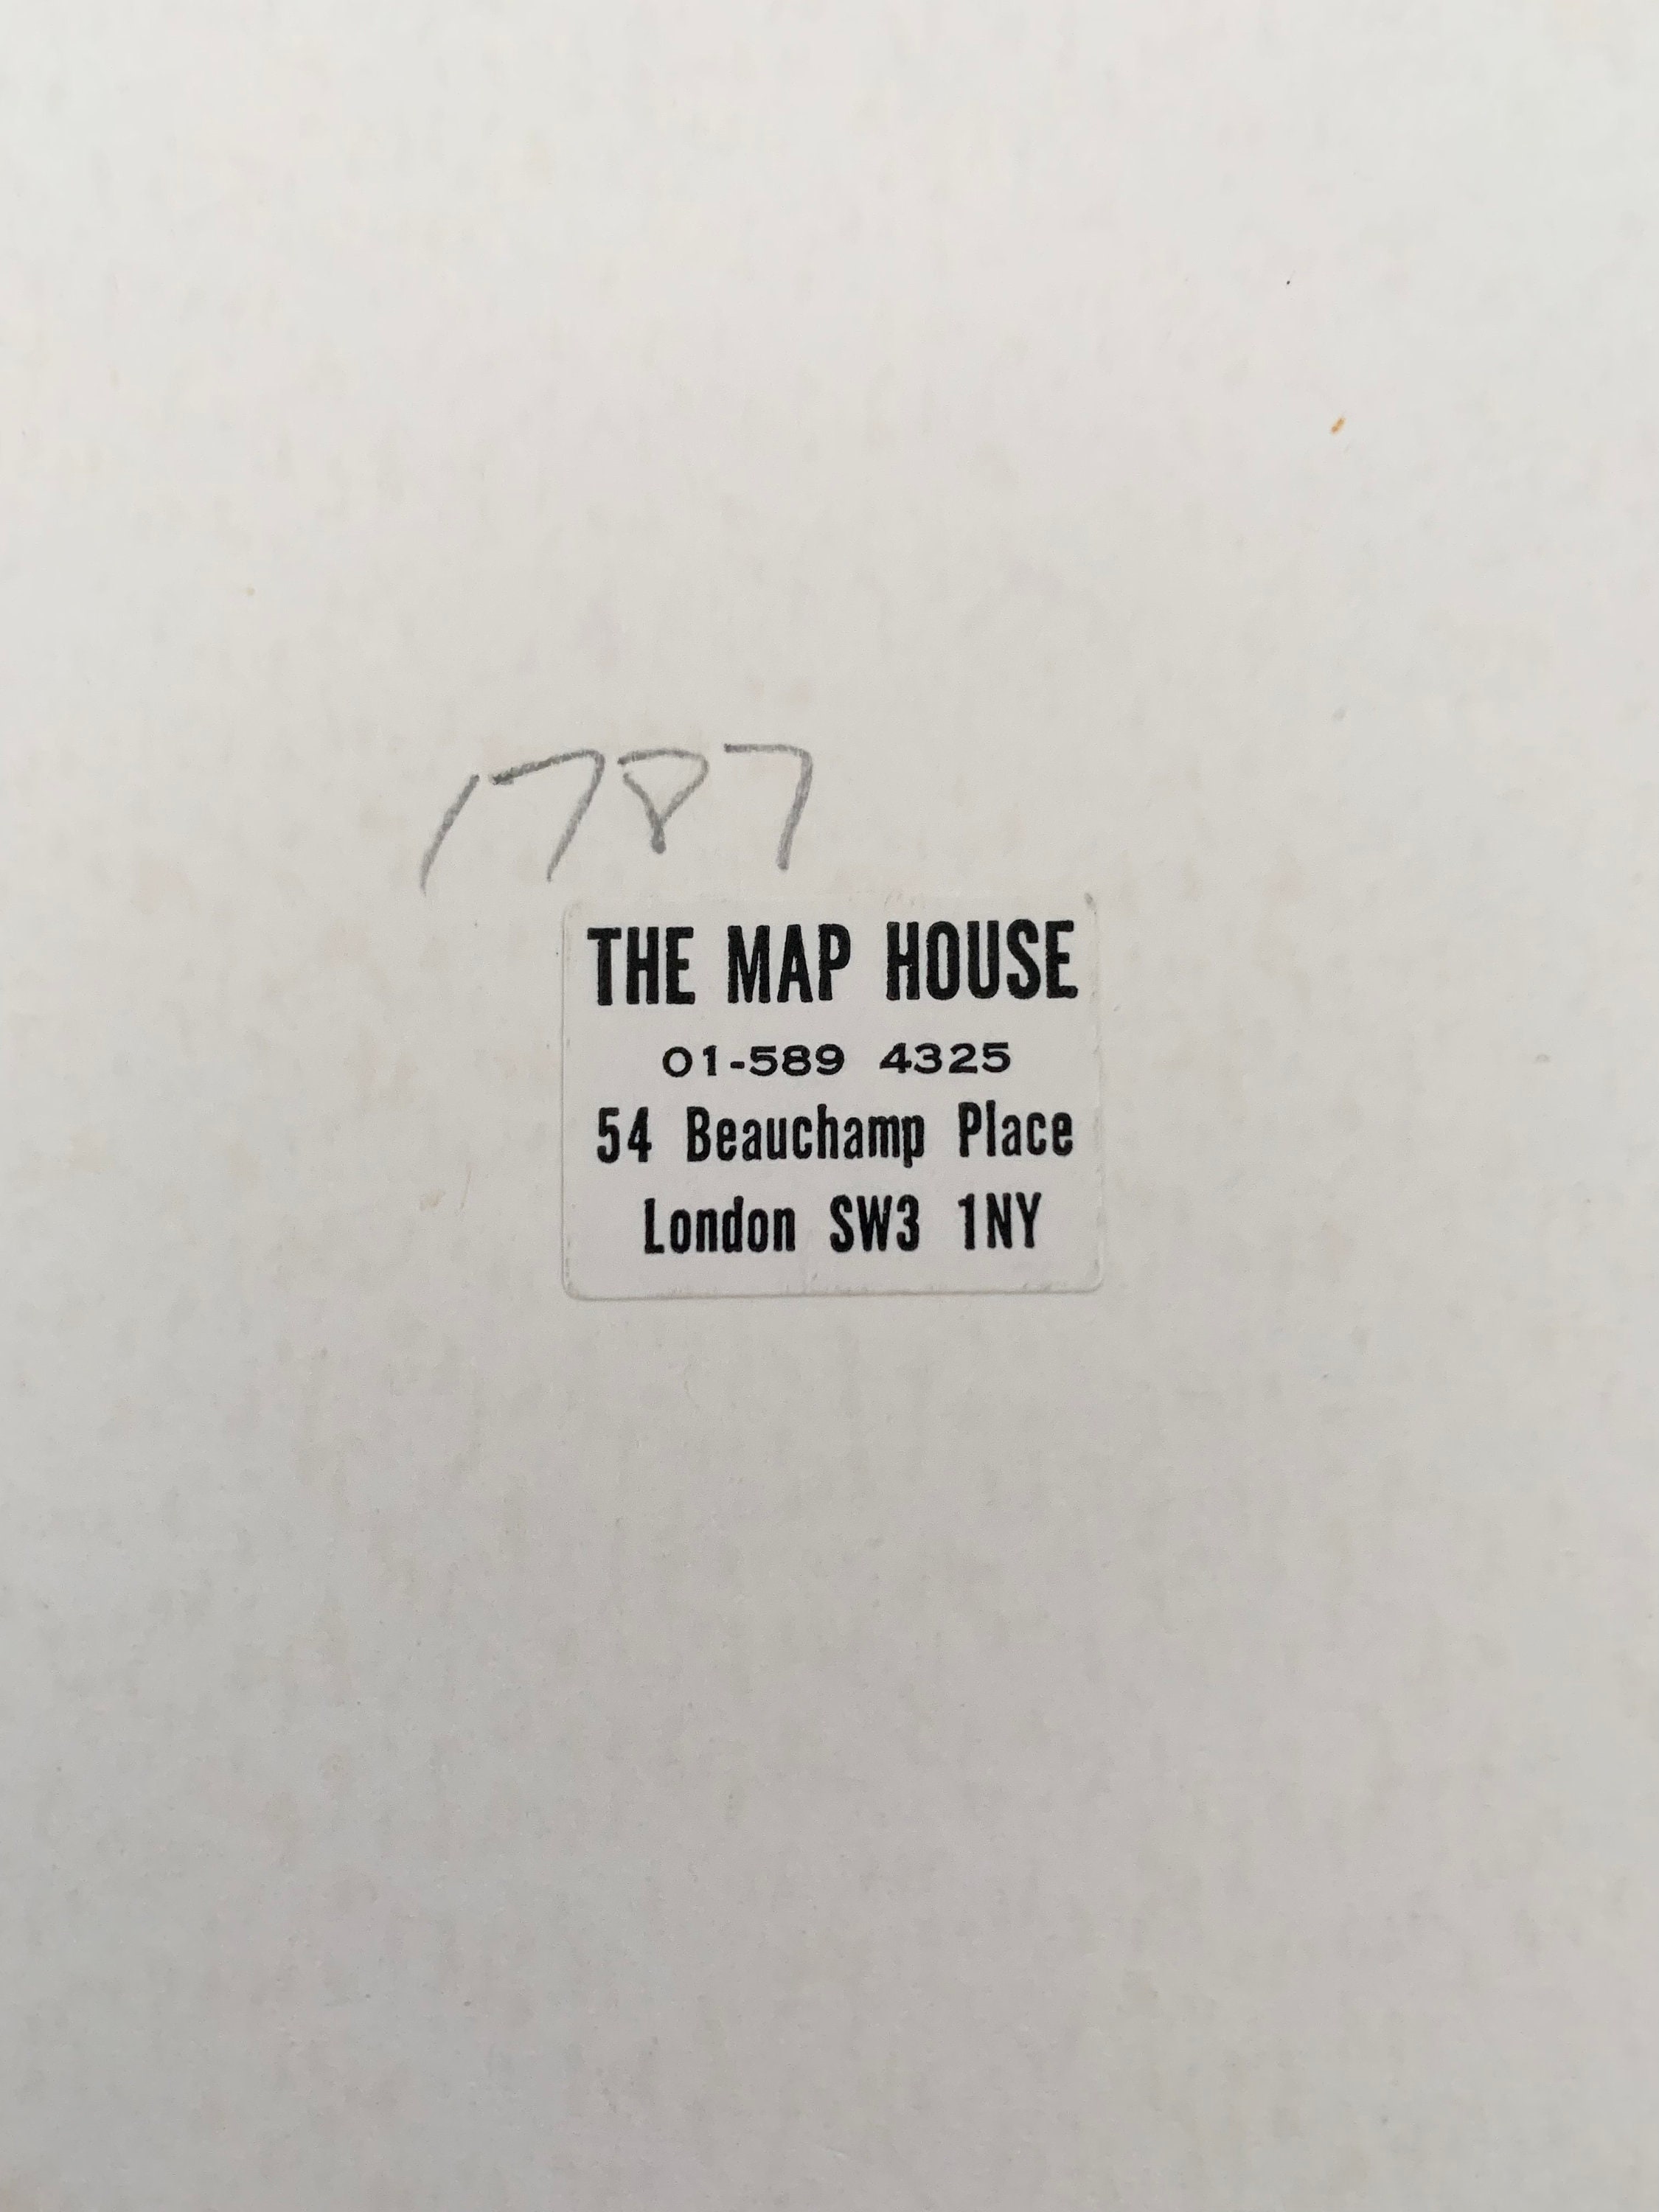 1787
THE MAP HOUSE
01-589 4325
54 Beauchamp Place
London SW3 1NY